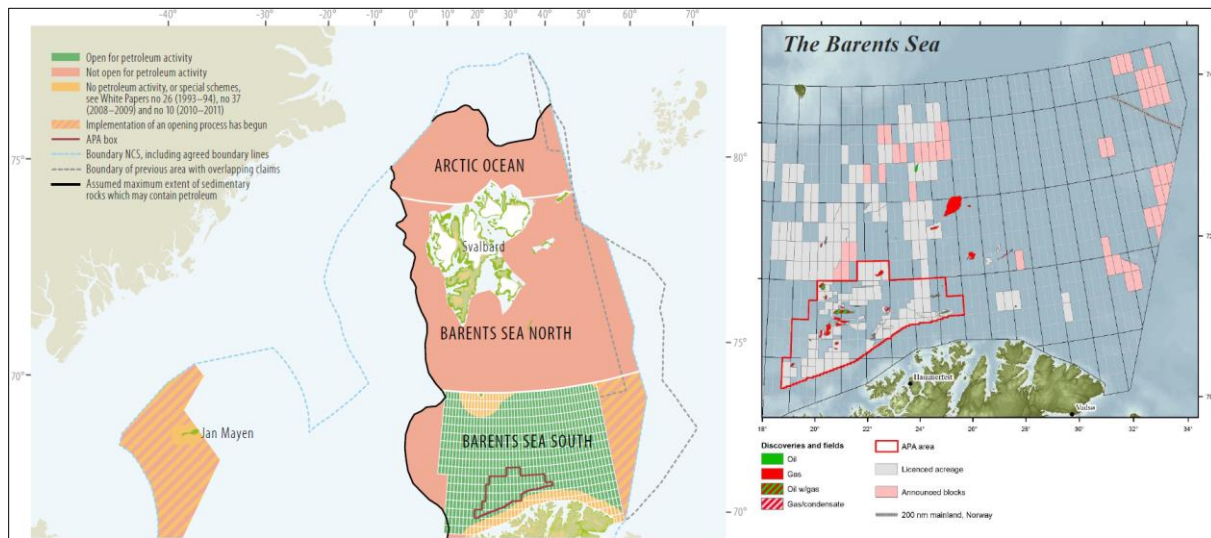 -40° -30° -20° -10° 0° 10° 20° 30° 40° 50° 60° 70°
Open for petroleum activity
Not open for petroleum activity
No petroleum activity, or special schemes,
see White Papers no 26 (1993–94), no 37
(2008–2009) and no 10 (2010–2011)
Implementation of an opening process has begun
APA box
Boundary NCS, including agreed boundary lines
Boundary of previous area with overlapping claims
Assumed maximum extent of sedimentary
rocks which may contain petroleum
75°
80°
ARCTIC OCEAN
Svalbard
BARENTS SEA NORTH
75°
70°
Jan Mayen
BARENTS SEA SOUTH
70°
The Barents Sea
Hammerfest
Vadsø
18° 20° 22° 24° 26° 28° 30° 32° 34°
Discoveries and fields
Oil
Gas
Oil w/gas
Gas/condensate
APA area
Licenced acreage
Announced blocks
200 nm mainland, Norway